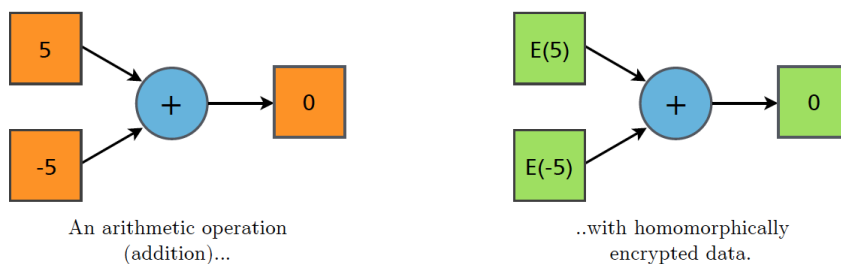 5
-5
+
0
An arithmetic operation
(addition)...
E(5)
E(-5)
+
0
..with homomorphically
encrypted data.